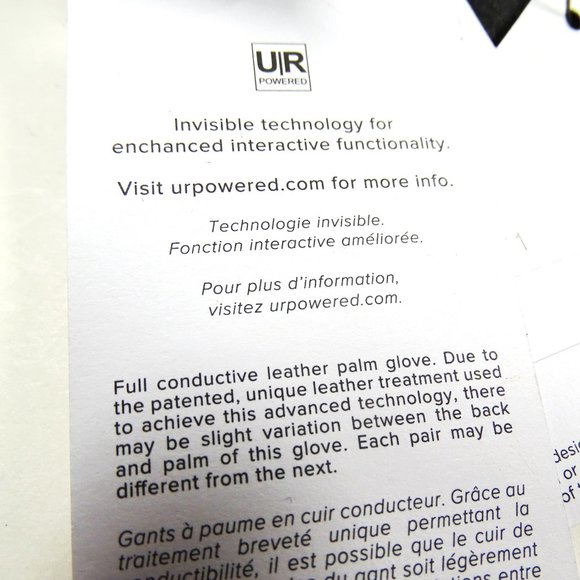 U|R
POWERED
Invisible technology for
enchanced interactive functionality.
Visit urpowered.com for more info.
Technologie invisible.
Fonction interactive améliorée.
Pour plus d'information,
visitez urpowered.com.
Full conductive leather palm glove. Due to
the patented, unique leather treatment used
to achieve this advanced technology, there
may be slight variation between the back
and palm of this glove. Each pair may be
different from the next.
Gants à paume en cuir conducteur. Grâce au
traitement breveté unique permettant la
conductibilité, il est possible que le cuir de
du gant soit légèrement
entre
or
of